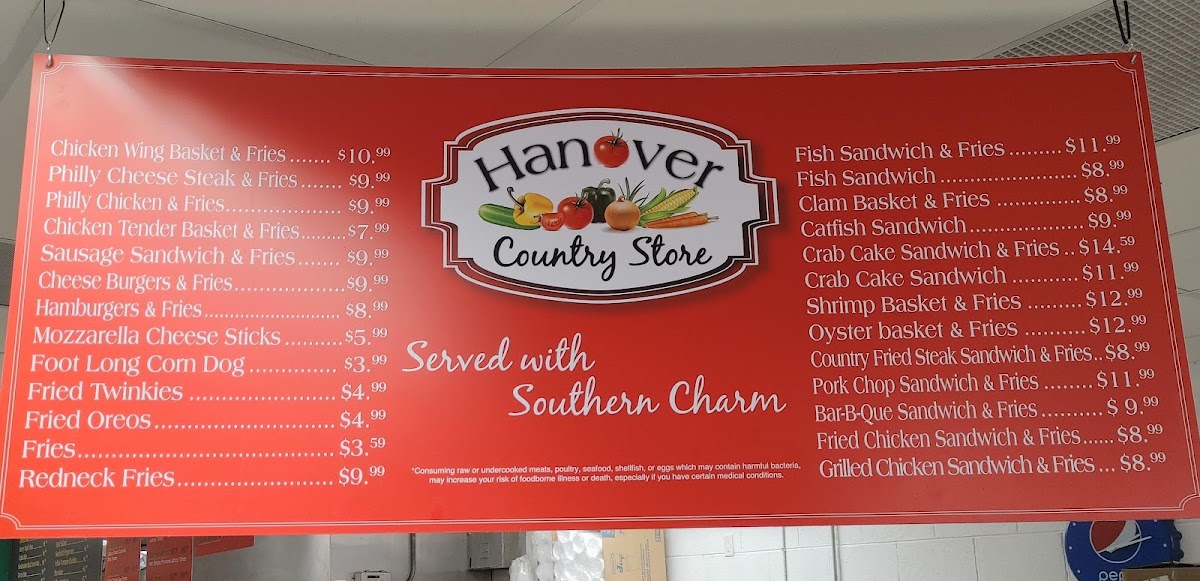 Chicken Wing Basket & Fries ....... $10.99
Philly Cheese Steak & Fries ....... $9.99
Philly Chicken & Fries.................. $9.99
Chicken Tender Basket & Fries.......$7.99
Sausage Sandwich & Fries....... $9.99
Cheese Burgers & Fries.................$9.99
Hamburgers & Fries......................$8.99
Mozzarella Cheese Sticks ..........$5.99
Foot Long Corn Dog ............... $3.99
Fried Twinkies ......................... $4.99
Fried Oreos............................... $4.99
Fries............................................ $3.59
Redneck Fries........................... $9.99
Hanover
Country Store
Served with
Southern Charm
*Consuming raw or undercooked meats, poultry, seafood, shellfish, or eggs which may contain harmful bacteria,
may increase your risk of foodborne illness or death, especially if you have certain medical conditions.
Fish Sandwich & Fries .........$11.99
Fish Sandwich .......................$8.99
Clam Basket & Fries ..............$8.99
Catfish Sandwich................... $9.99
Crab Cake Sandwich & Fries ..$14.59
Crab Cake Sandwich ............$11.99
Shrimp Basket & Fries .........$12.99
Oyster basket & Fries ..........$12.99
Country Fried Steak Sandwich & Fries..$8.99
Pork Chop Sandwich & Fries ........$11.99
Bar-B-Que Sandwich & Fries ..........$ 9.99
Fried Chicken Sandwich & Fries......$8.99
Grilled Chicken Sandwich & Fries ...$8.99